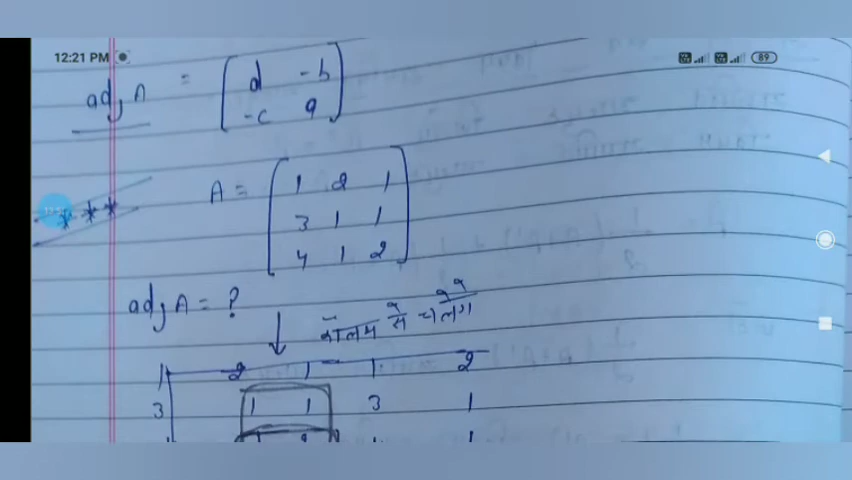 12:21 PM 89
adj A = d -b
-c a
A = 1 2 1
3 1 1
4 1 2
adj A = ?
कालम से चलेगा
1 2 1 1 2
3 1 1 3 1